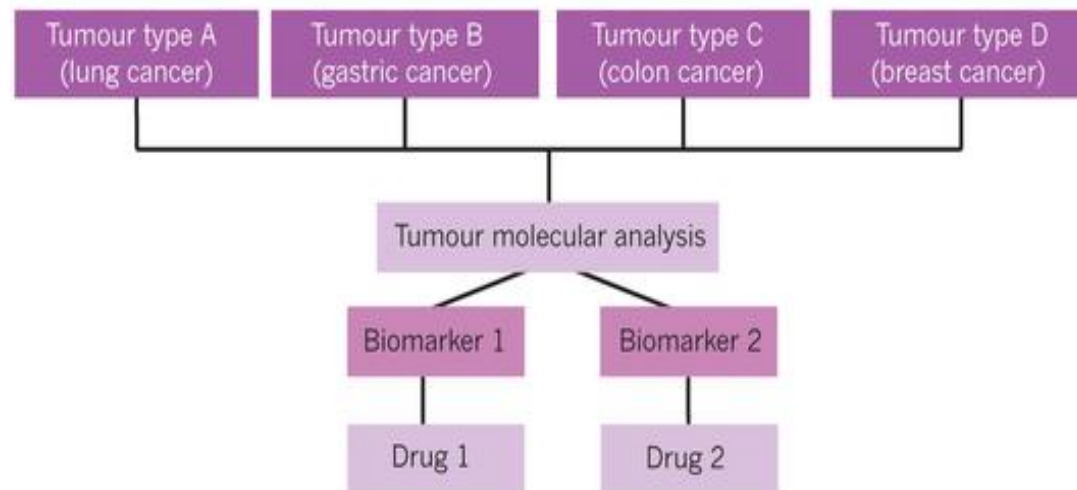 Tumour type A
(lung cancer)
Tumour type B
(gastric cancer)
Tumour type C
(colon cancer)
Tumour type D
(breast cancer)
Tumour molecular analysis
Biomarker 1
Biomarker 2
Drug 1
Drug 2